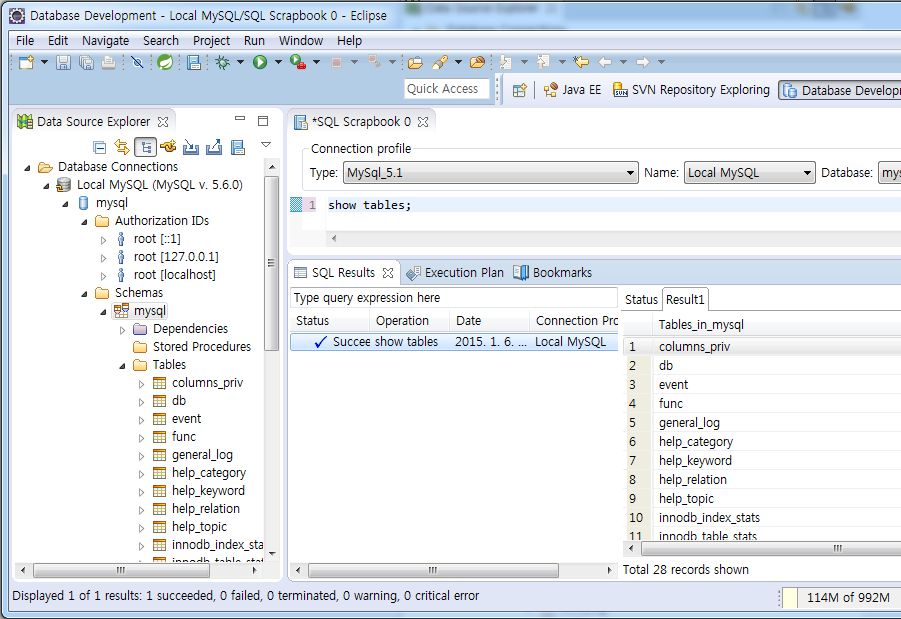 Database Development - Local MySQL/SQL Scrapbook 0 - Eclipse
File Edit Navigate Search Project Run Window Help
Quick Access Java EE SVN Repository Exploring Database Develop
Data Source Explorer
Database Connections
Local MySQL (MySQL v. 5.6.0)
mysql
Authorization IDs
root [::1]
root [127.0.0.1]
root [localhost]
Schemas
mysql
Dependencies
Stored Procedures
Tables
columns_priv
db
event
func
general_log
help_category
help_keyword
help_relation
help_topic
innodb_index_sta
innodb_table_stat
*SQL Scrapbook 0
Connection profile
Type: MySql_5.1 Name: Local MySQL Database: mys
1 show tables;
SQL Results Execution Plan Bookmarks
Type query expression here
Status Operation Date Connection Pro
Succee show tables 2015. 1. 6. ... Local MySQL
Status Result1
Tables_in_mysql
1 columns_priv
2 db
3 event
4 func
5 general_log
6 help_category
7 help_keyword
8 help_relation
9 help_topic
10 innodb_index_stats
11 innodb_table_stats
Total 28 records shown
Displayed 1 of 1 results: 1 succeeded, 0 failed, 0 terminated, 0 warning, 0 critical error
114M of 992M